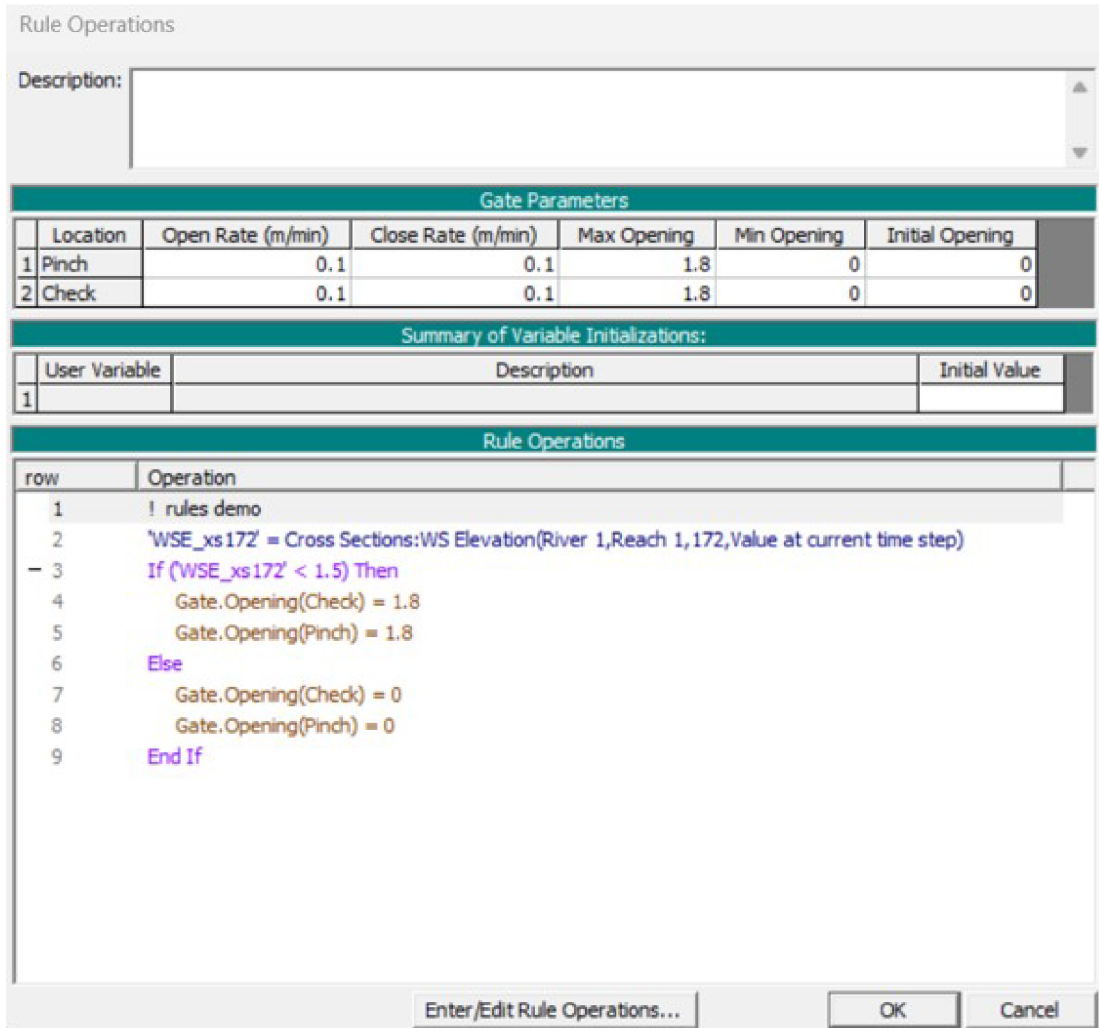 Rule Operations
Description:
Gate Parameters
Location Open Rate (m/min) Close Rate (m/min) Max Opening Min Opening Initial Opening
1 Pinch 0.1 0.1 1.8 0 0
2 Check 0.1 0.1 1.8 0 0
Summary of Variable Initializations:
User Variable Description Initial Value
1
Rule Operations
row Operation
1 ! rules demo
2 'WSE_xs172' = Cross Sections:WS Elevation(River 1,Reach 1,172,Value at current time step)
3 If ('WSE_xs172' < 1.5) Then
4 Gate.Opening(Check) = 1.8
5 Gate.Opening(Pinch) = 1.8
6 Else
7 Gate.Opening(Check) = 0
8 Gate.Opening(Pinch) = 0
9 End If
Enter/Edit Rule Operations... OK Cancel